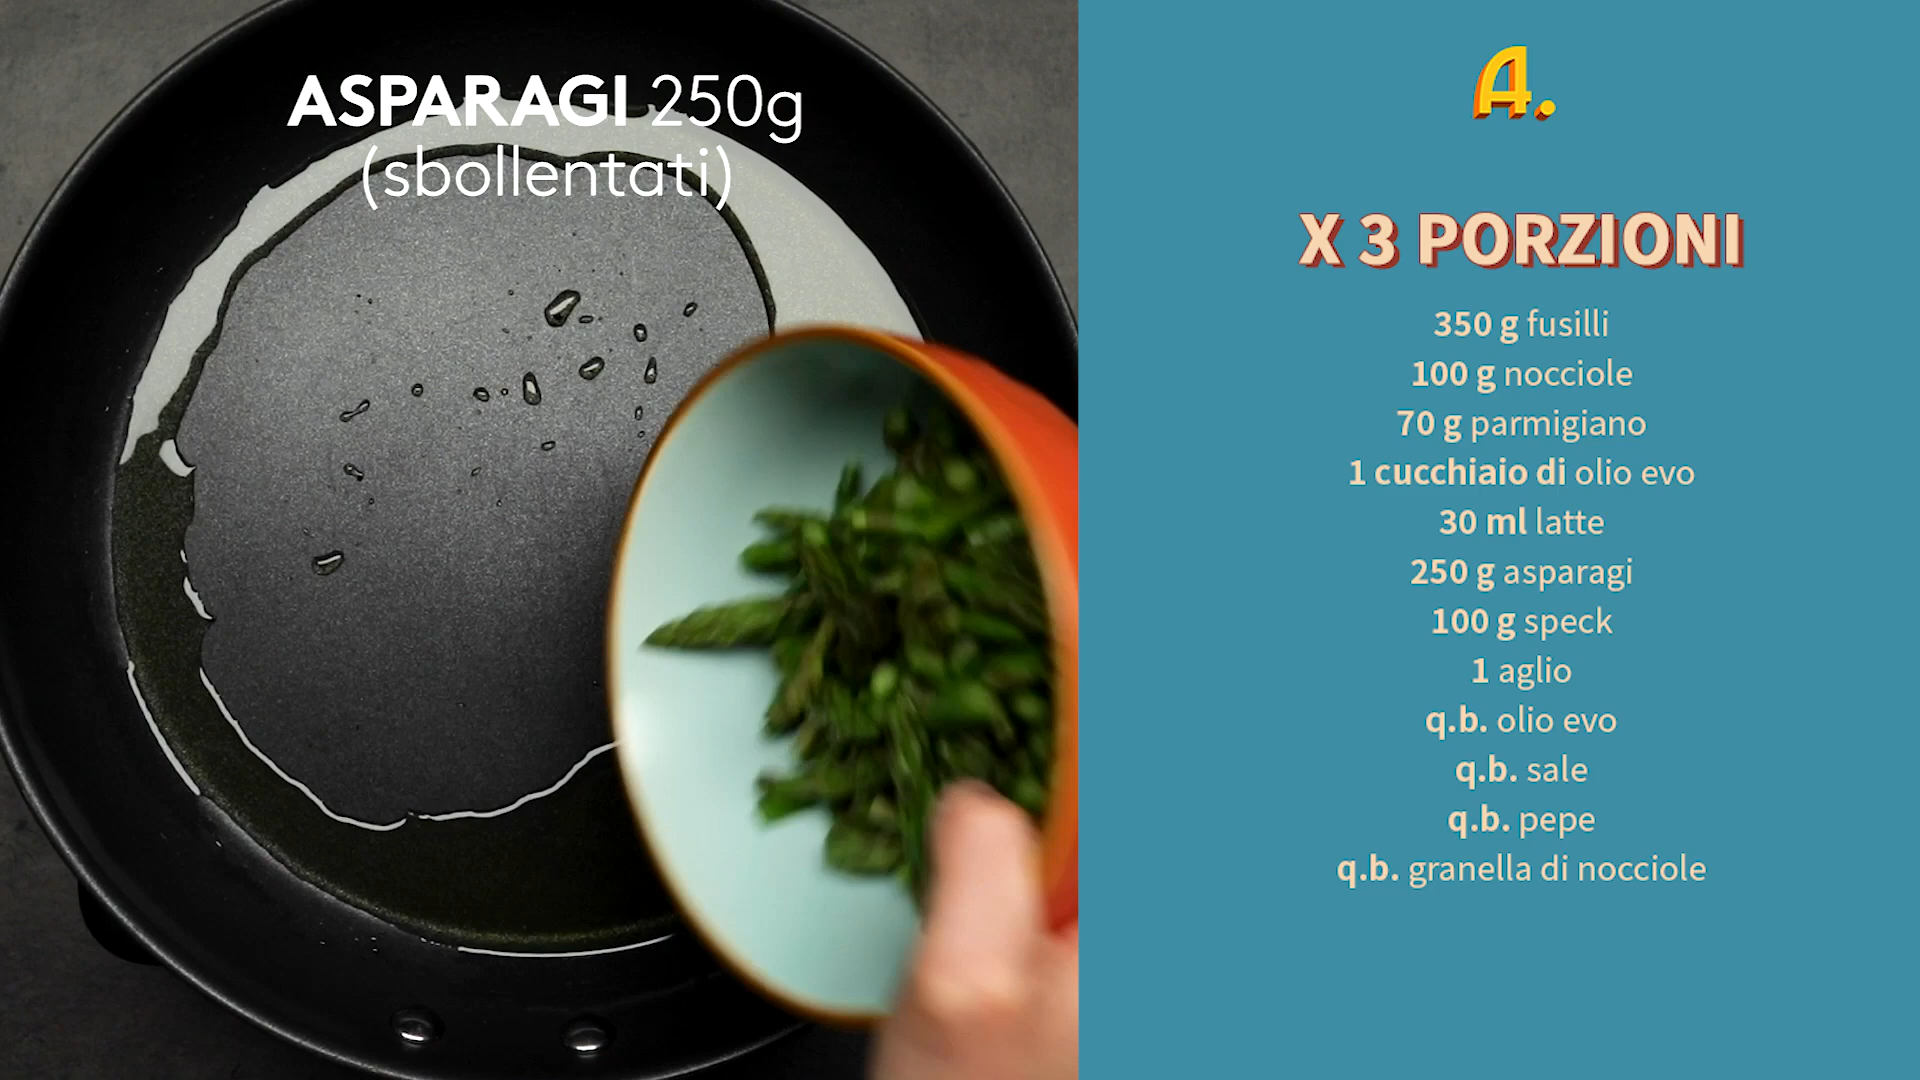 ASPARAGI 250g
(sbollentati)
A.
X 3 PORZIONI
350 g fusilli
100 g nocciole
70 g parmigiano
1 cucchiaio di olio evo
30 ml latte
250 g asparagi
100 g speck
1 aglio
q.b. olio evo
q.b. sale
q.b. pepe
q.b. granella di nocciole